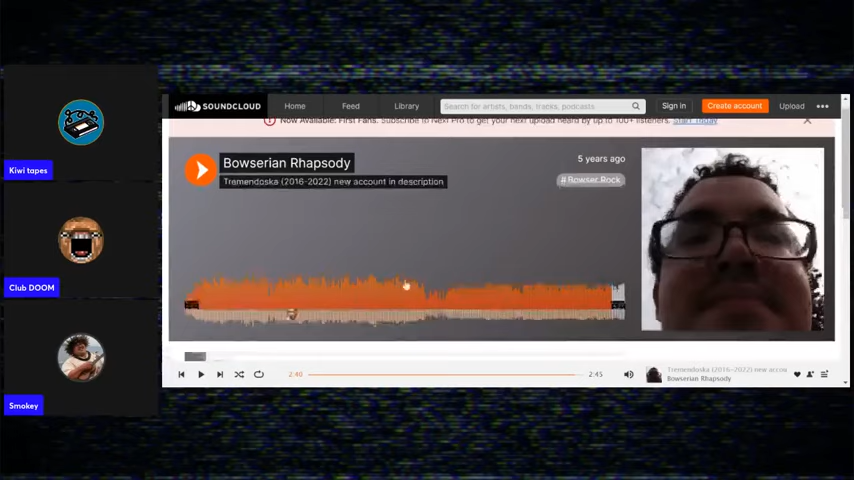 SOUNDCLOUD
Home
Feed
Library
Search for artists, bands, tracks, podcasts
Sign in
Create account
Upload
Now Available: First Fans. Subscribe to Next Pro to get your next upload heard by up to 100+ listeners. Start Today
Bowserian Rhapsody
5 years ago
Tremendoska (2016-2022) new account in description
# Bowser Rock
Kiwi tapes
Club DOOM
Smokey
2:45
Tremendoska (2016-2022) new accou
Bowserian Rhapsody